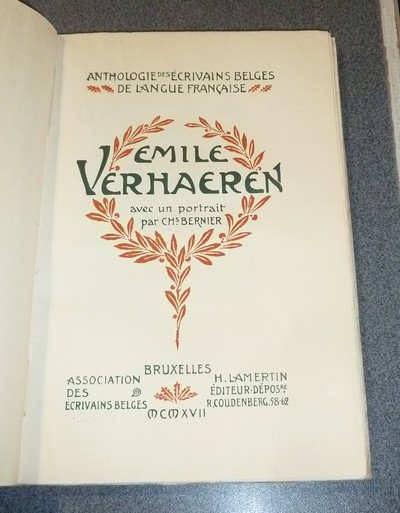 ANTHOLOGIE DES ÉCRIVAINS BELGES
DE LANGUE FRANÇAISE
EMILE
VERHAEREN
avec un portrait
par CHS BERNIER
BRUXELLES
ASSOCIATION
DES
ÉCRIVAINS BELGES
MCMXVII
H. LAMERTIN
ÉDITEUR-DÉPOSRE
R. COUDENBERG. 58-62